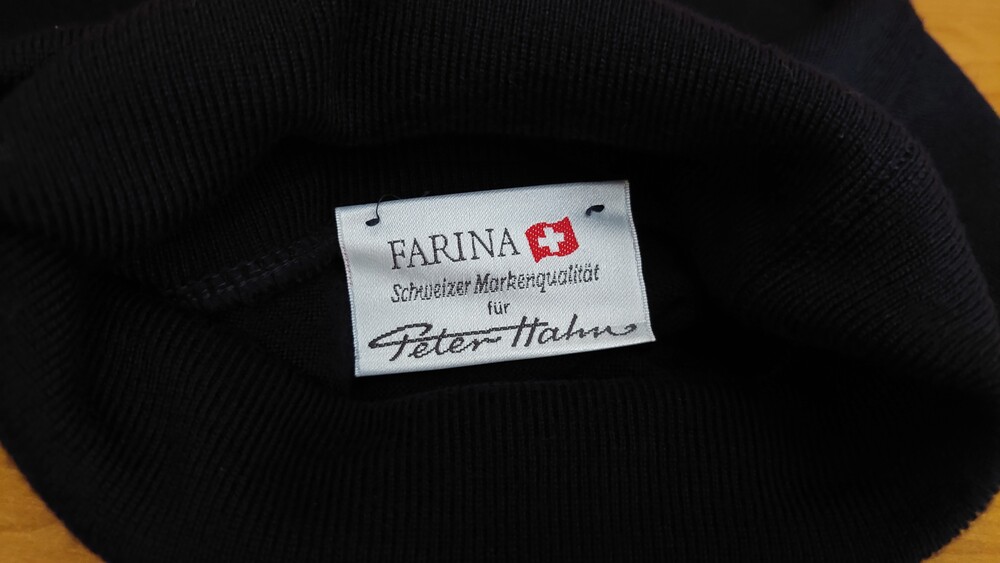 FARINA
Schweizer Markenqualität
für
Peter Hahn